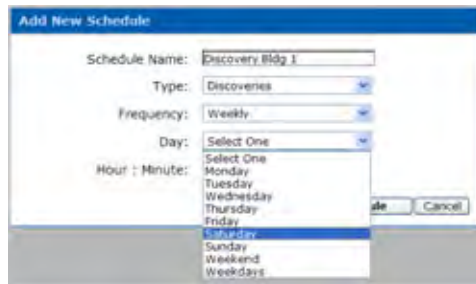 Add New Schedule
Schedule Name: Discovery Bldg 1
Type: Discoveries
Frequency: Weekly
Day: Select One
Select One
Hour : Minute: Monday
Tuesday
Wednesday
Thursday
Friday
Saturday
Sunday
Weekend
Weekdays
Cancel